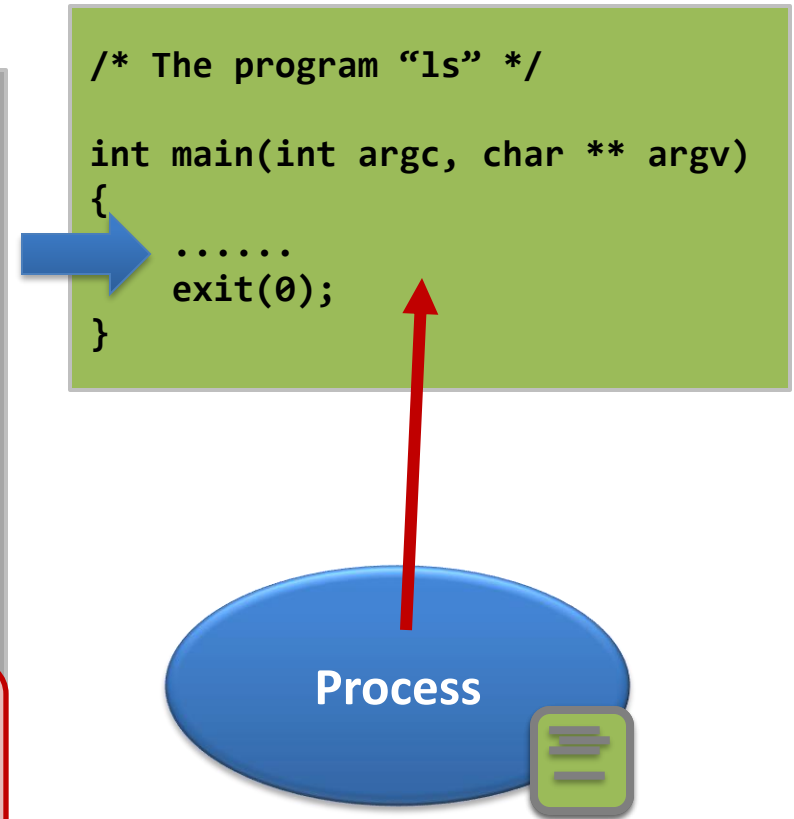 /* The program “ls” */
int main(int argc, char ** argv)
{
......
exit(0);
}
Process